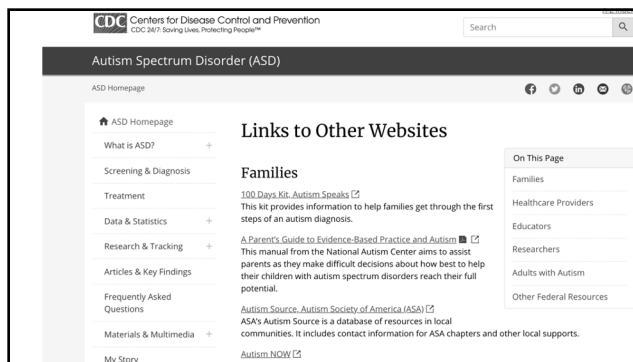 CDC Centers for Disease Control and Prevention
CDC 24/7: Saving Lives, Protecting People™
Search
Autism Spectrum Disorder (ASD)
ASD Homepage
ASD Homepage
What is ASD? +
Screening & Diagnosis
Treatment
Data & Statistics +
Research & Tracking +
Articles & Key Findings
Frequently Asked
Questions
Materials & Multimedia +
My Story
Links to Other Websites
Families
100 Days Kit, Autism Speaks
This kit provides information to help families get through the first
steps of an autism diagnosis.
A Parent's Guide to Evidence-Based Practice and Autism
This manual from the National Autism Center aims to assist
parents as they make difficult decisions about how best to help
their children with autism spectrum disorders reach their full
potential.
Autism Source, Autism Society of America (ASA)
ASA's Autism Source is a database of resources in local
communities. It includes contact information for ASA chapters and other local supports.
Autism NOW
On This Page
Families
Healthcare Providers
Educators
Researchers
Adults with Autism
Other Federal Resources